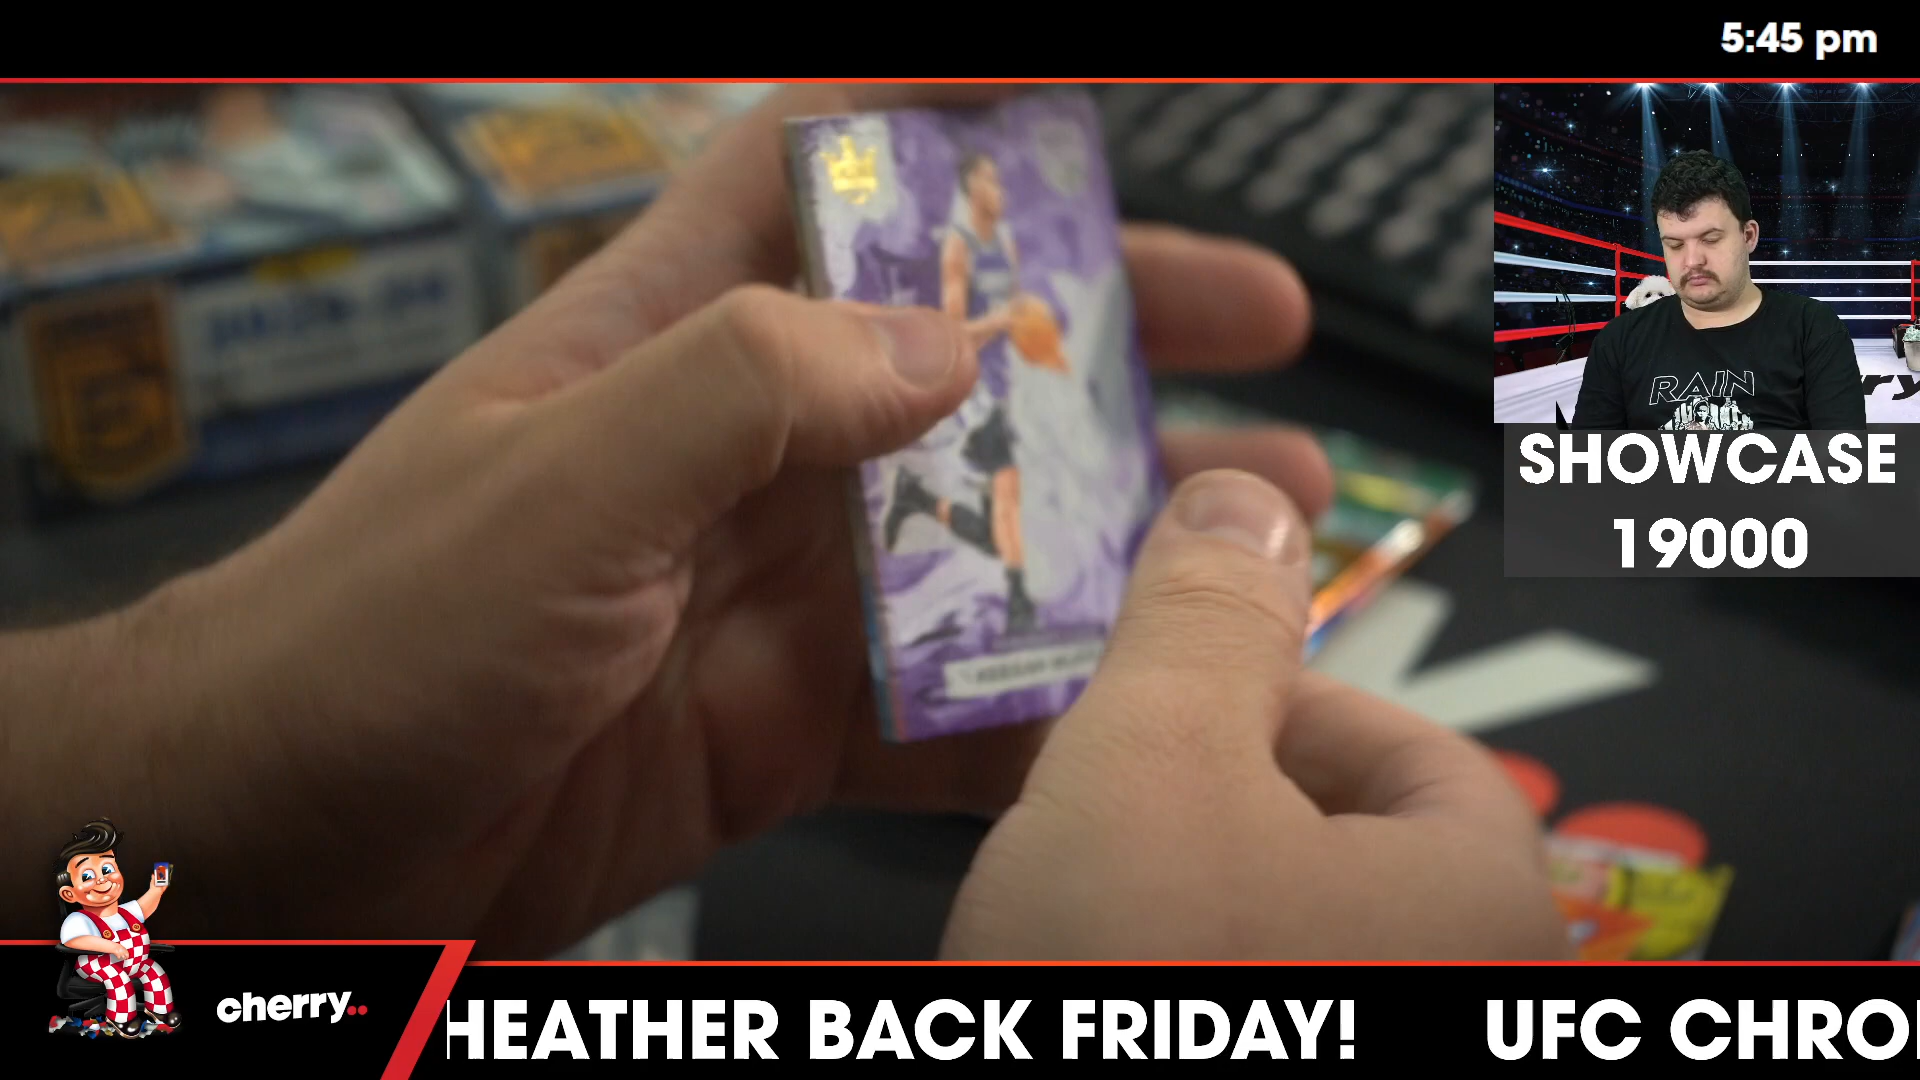 5:45 pm
RAIN
SHOWCASE
19000
cherry..
HEATHER BACK FRIDAY!
UFC CHRO